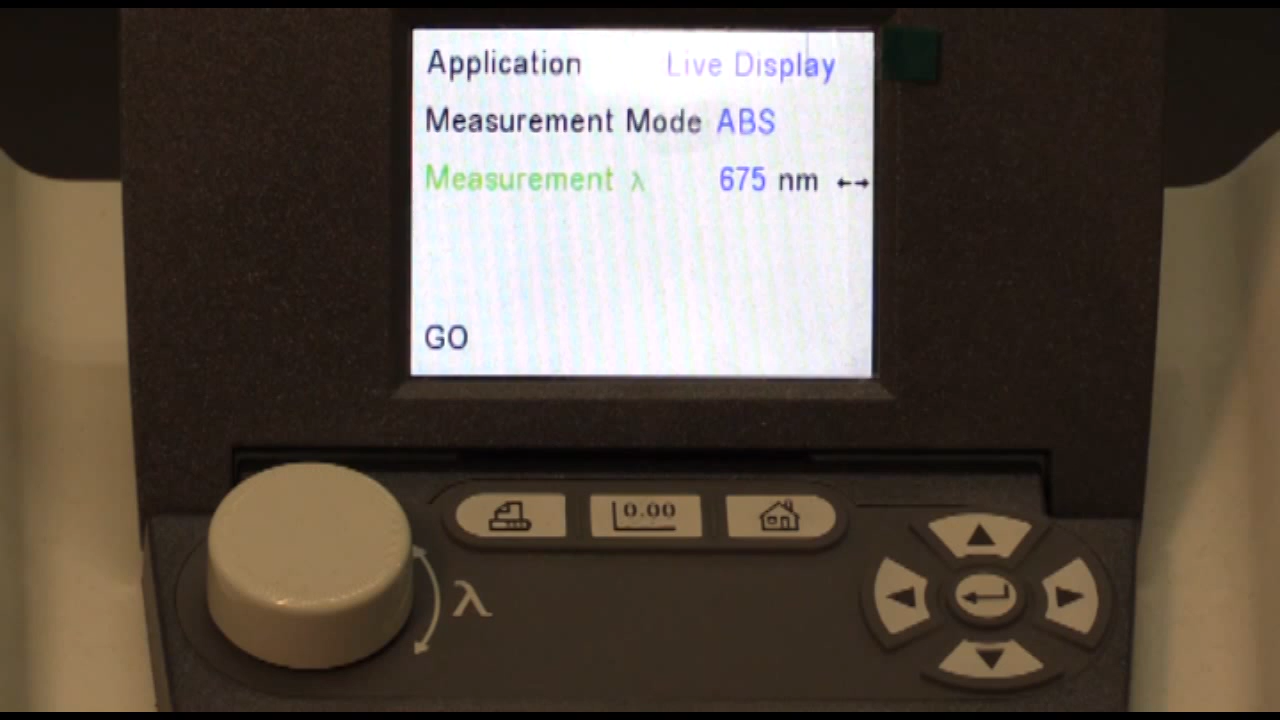 Application Live Display
Measurement Mode ABS
Measurement λ 675 nm ←→
GO
0.00
λ